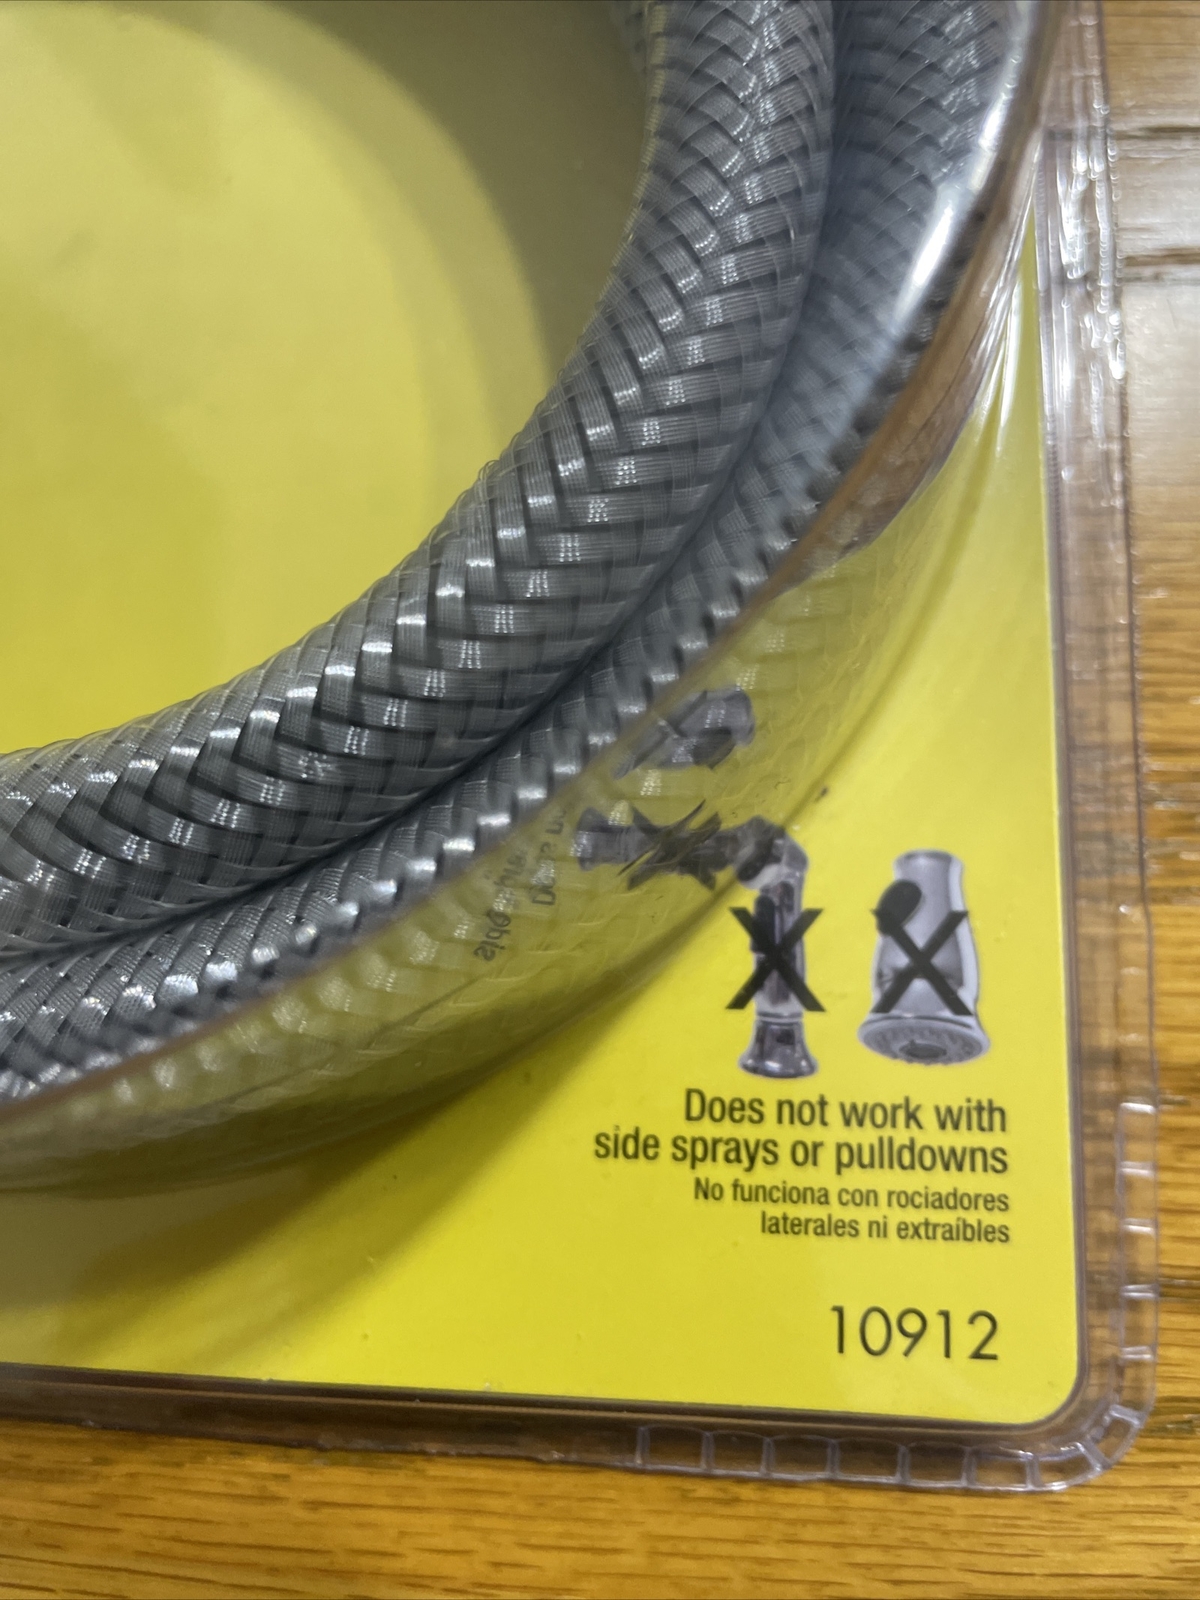 Does not work with
side sprays or pulldowns
No funciona con rociadores
laterales ni extraíbles
10912